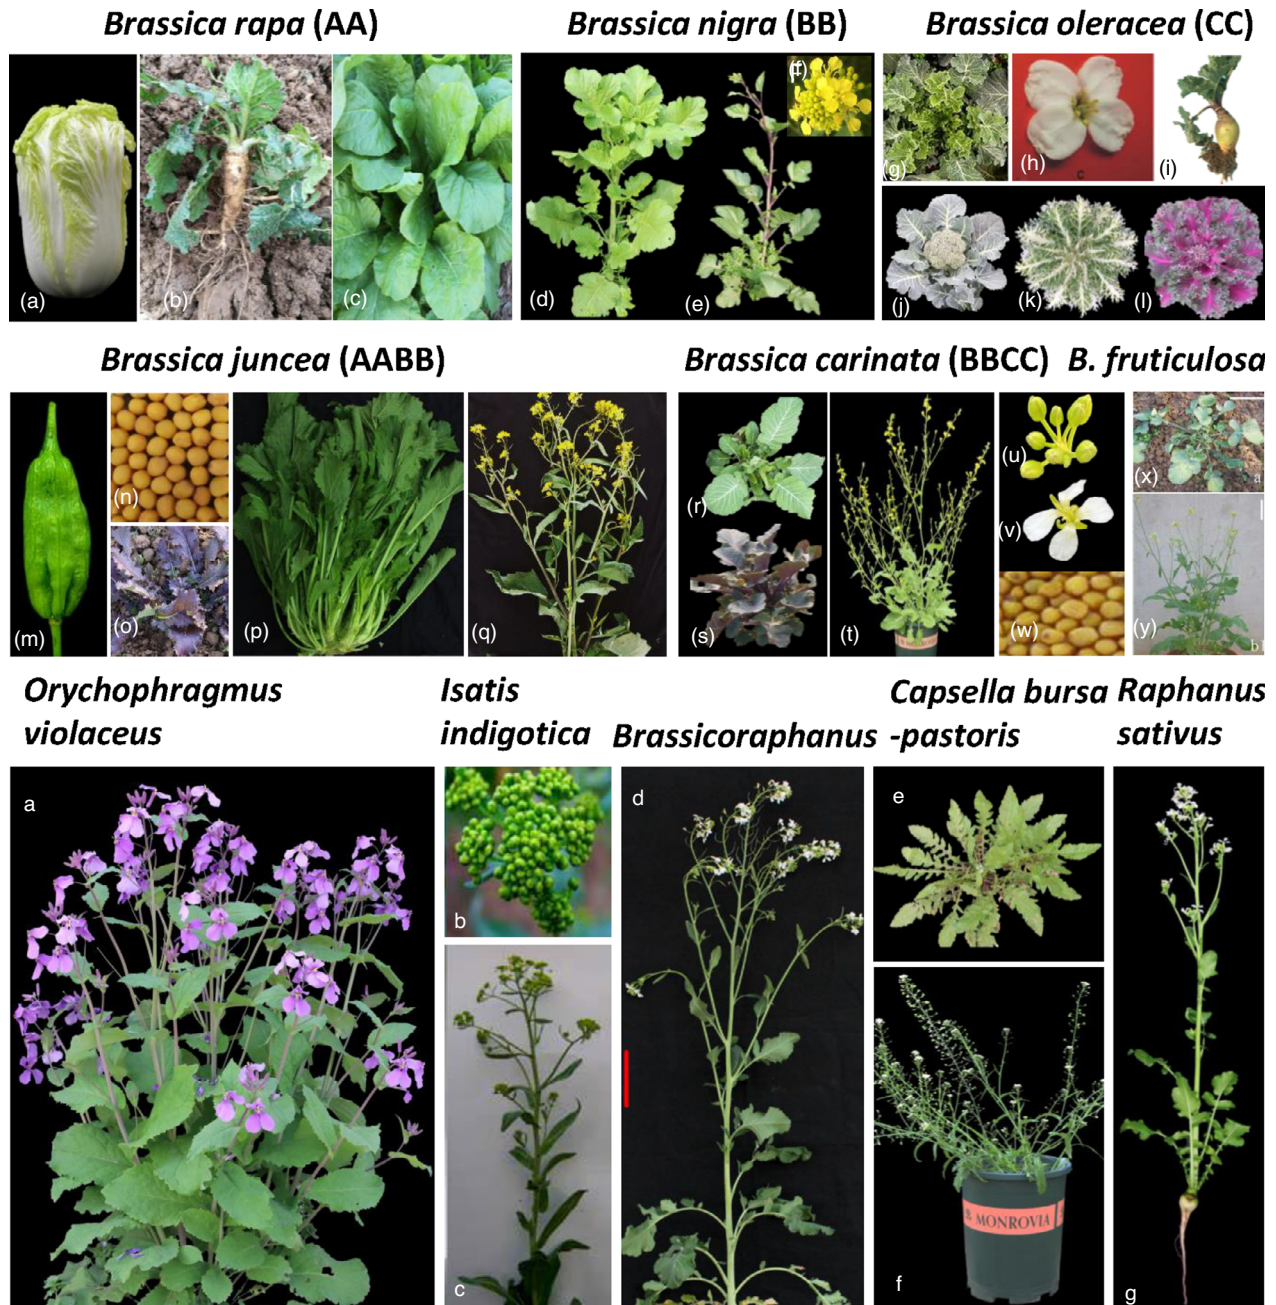 Brassica rapa (AA)
Brassica nigra (BB)
Brassica oleracea (CC)
(a)
(b)
(c)
(d)
(e)
(f)
(g)
(h)
c
(i)
(j)
(k)
(l)
Brassica juncea (AABB)
Brassica carinata (BBCC)
B. fruticulosa
(m)
(n)
(o)
(p)
(q)
(r)
(s)
(t)
(u)
(v)
(w)
(x)
a
(y)
b1
Orychophragmus
violaceus
Isatis
indigotica
Brassicoraphanus
Capsella bursa
-pastoris
Raphanus
sativus
a
b
c
d
e
f
MONROVIA
g